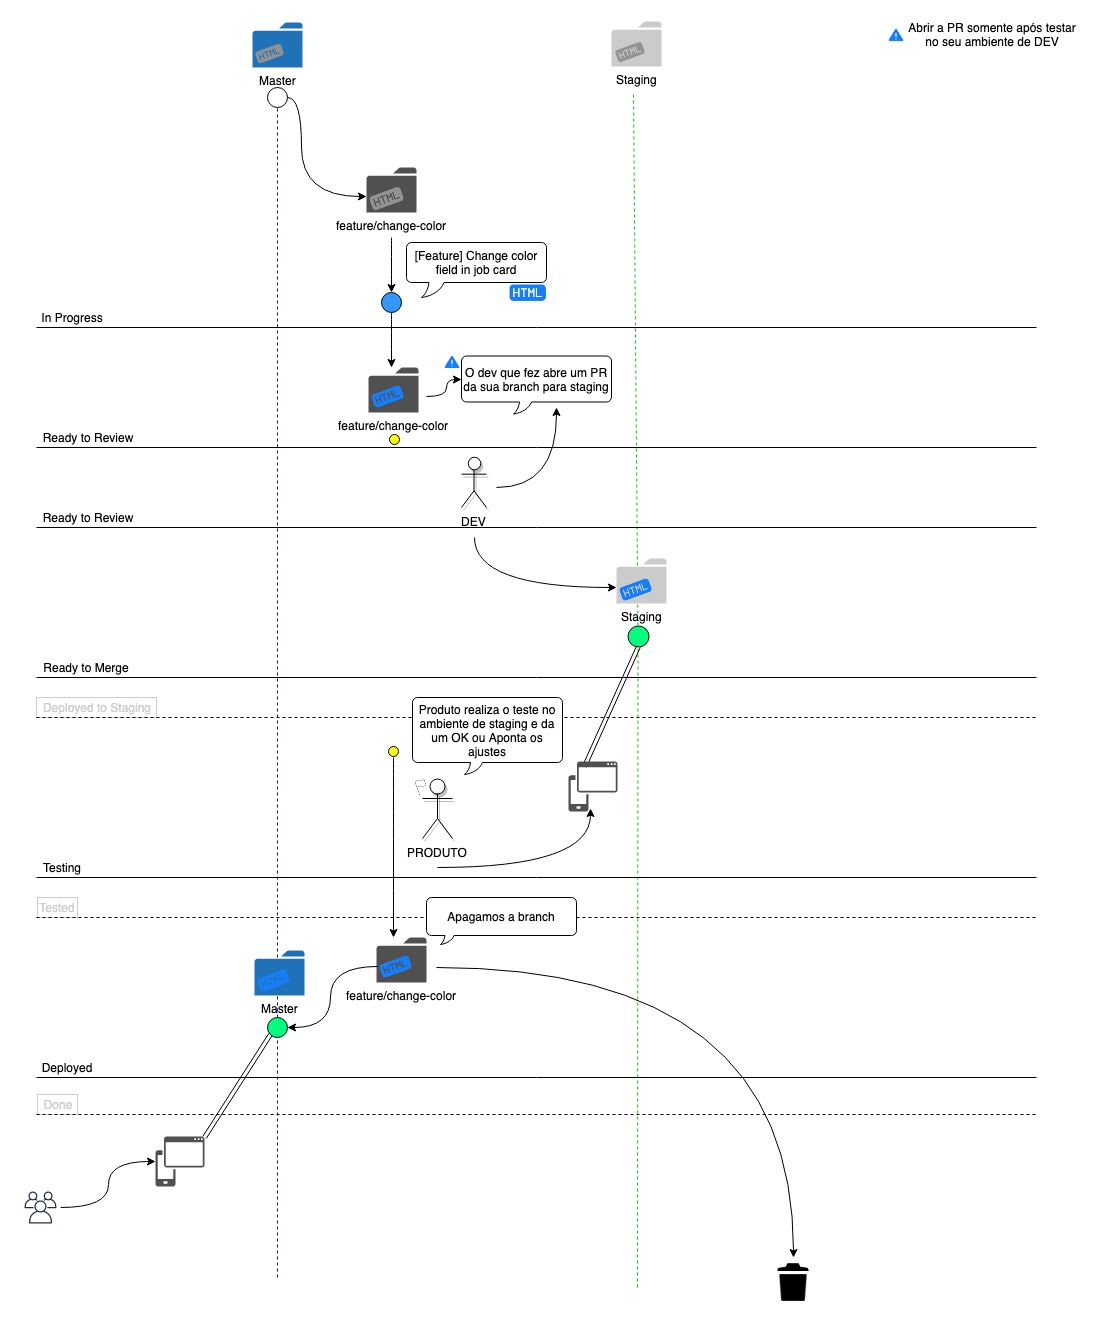 HTML
Master
HTML
Staging
Abrir a PR somente após testar
no seu ambiente de DEV
HTML
feature/change-color
[Feature] Change color
field in job card
HTML
In Progress
O dev que fez abre um PR
da sua branch para staging
HTML
feature/change-color
Ready to Review
DEV
Ready to Review
HTML
Staging
Ready to Merge
Deployed to Staging
Produto realiza o teste no
ambiente de staging e da
um OK ou Aponta os
ajustes
PRODUTO
Testing
Tested
Apagamos a branch
HTML
feature/change-color
HTML
Master
Deployed
Done